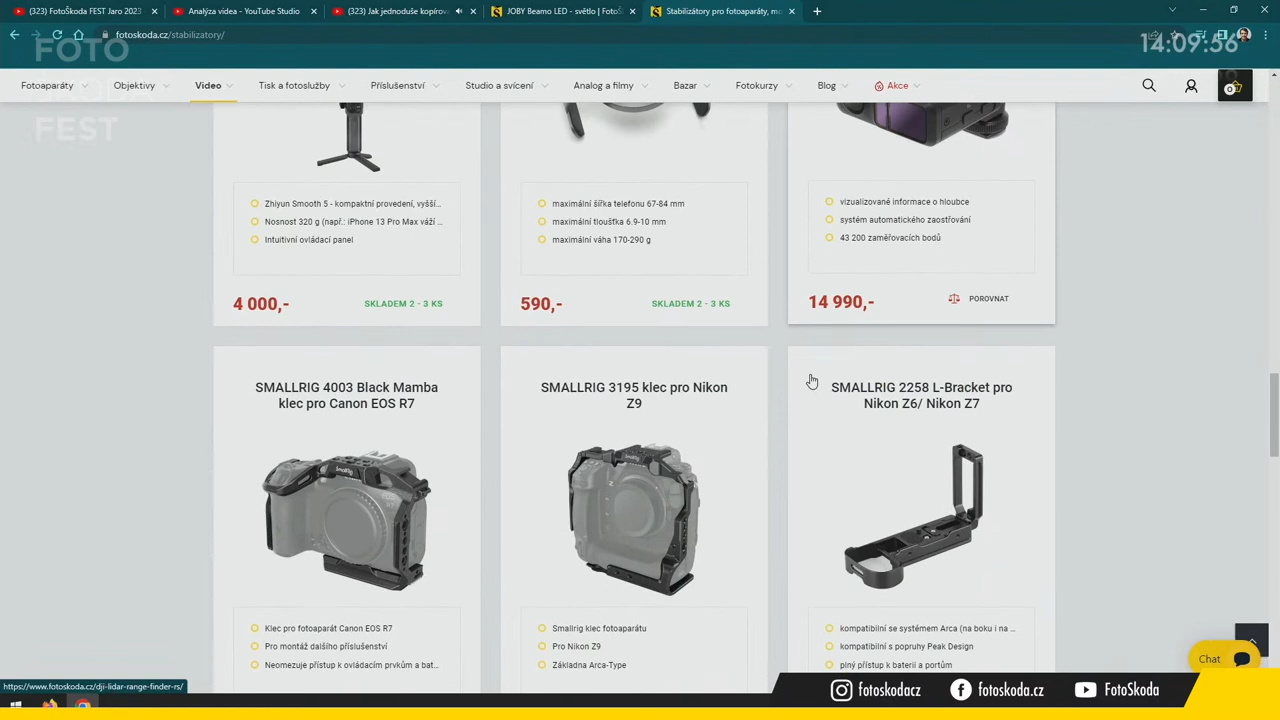 (323) FotoŠkoda FEST Jaro 2023
Analýza videa - YouTube Studio
(323) Jak jednoduše kopírov
JOBY Beamo LED - světlo | FotoŠ
Stabilizátory pro fotoaparáty, mo
fotoskoda.cz/stabilizatory/
FOTO
FEST
14:09:56
Fotoaparáty
Objektivy
Video
Tisk a fotoslužby
Příslušenství
Studio a svícení
Analog a filmy
Bazar
Fotokurzy
Blog
Akce
0
Zhiyun Smooth 5 - kompaktní provedení, vyšší...
Nosnost 320 g (např.: iPhone 13 Pro Max váží ...
Intuitivní ovládací panel
4 000,-
SKLADEM 2 - 3 KS
maximální šířka telefonu 67-84 mm
maximální tloušťka 6.9-10 mm
maximální váha 170-290 g
590,-
SKLADEM 2 - 3 KS
vizualizované informace o hloubce
systém automatického zaostřování
43 200 zaměřovacích bodů
14 990,-
POROVNAT
SMALLRIG 4003 Black Mamba
klec pro Canon EOS R7
SmallRig
Klec pro fotoaparát Canon EOS R7
Pro montáž dalšího příslušenství
Neomezuje přístup k ovládacím prvkům a bat...
SMALLRIG 3195 klec pro Nikon
Z9
SmallRig
Smallrig klec fotoaparátu
Pro Nikon Z9
Základna Arca-Type
SMALLRIG 2258 L-Bracket pro
Nikon Z6/ Nikon Z7
kompatibilní se systémem Arca (na boku i na ...
kompatibilní s popruhy Peak Design
plný přístup k baterii a portům
Chat
https://www.fotoskoda.cz/dji-lidar-range-finder-rs/
fotoskodacz
fotoskoda.cz
FotoSkoda